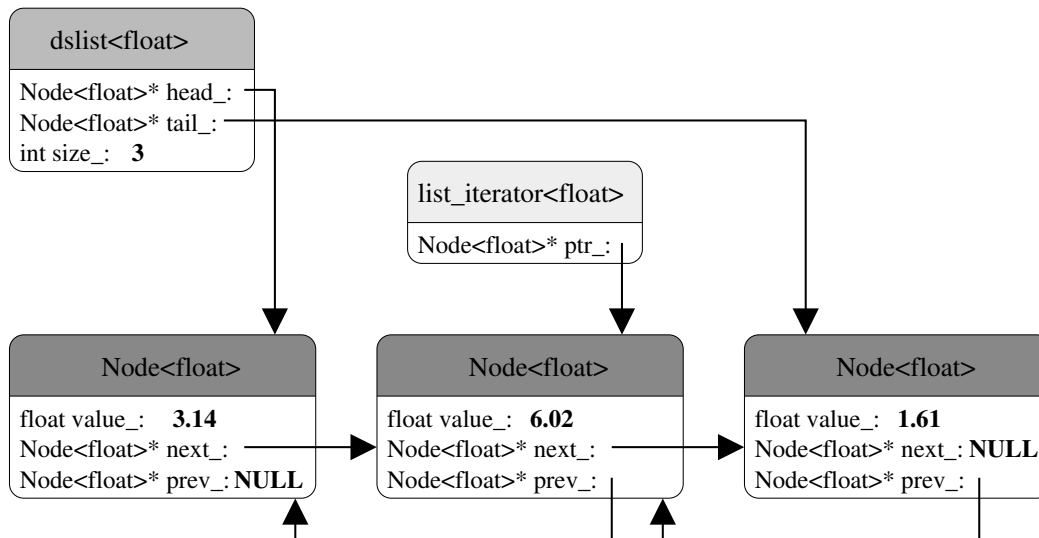 dslist<float>
Node<float>* head_:
Node<float>* tail_:
int size_: 3
list_iterator<float>
Node<float>* ptr_:
Node<float>
float value_: 3.14
Node<float>* next_:
Node<float>* prev_: NULL
Node<float>
float value_: 6.02
Node<float>* next_:
Node<float>* prev_:
Node<float>
float value_: 1.61
Node<float>* next_: NULL
Node<float>* prev_: